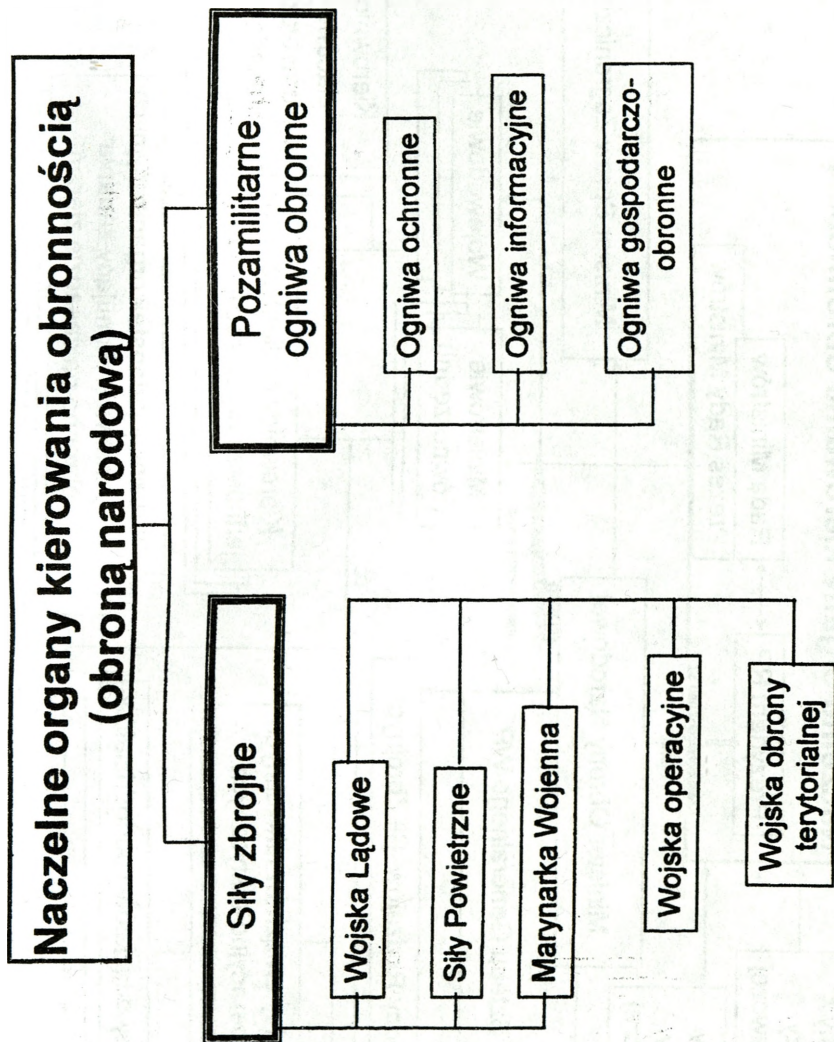 Naczelne organy kierowania obronnością
(obroną narodową)
Siły zbrojne
Wojska Lądowe
Siły Powietrzne
Marynarka Wojenna
Wojska operacyjne
Wojska obrony
terytorialnej
Pozamilitarne
ogniwa obronne
Ogniwa ochronne
Ogniwa informacyjne
Ogniwa gospodarczo-
obronne